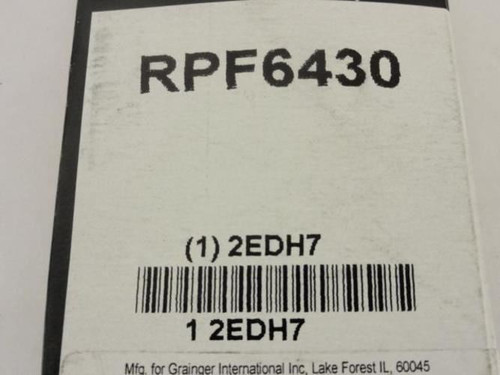 RPF6430
(1) 2EDH7
1 2EDH7
Mfg. for Grainger International Inc, Lake Forest IL, 60045